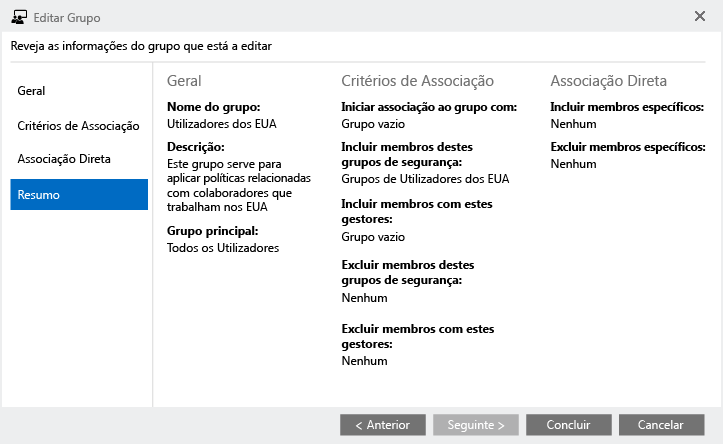 Editar Grupo
Reveja as informações do grupo que está a editar
Geral
Critérios de Associação
Associação Direta
Resumo
Geral
Nome do grupo:
Utilizadores dos EUA
Descrição:
Este grupo serve para
aplicar políticas relacionadas
com colaboradores que
trabalham nos EUA
Grupo principal:
Todos os Utilizadores
Critérios de Associação
Iniciar associação ao grupo com:
Grupo vazio
Incluir membros destes
grupos de segurança:
Grupos de Utilizadores dos EUA
Incluir membros com estes
gestores:
Grupo vazio
Excluir membros destes
grupos de segurança:
Nenhum
Excluir membros com estes
gestores:
Nenhum
Associação Direta
Incluir membros específicos:
Nenhum
Excluir membros específicos:
Nenhum
< Anterior
Seguinte >
Concluir
Cancelar